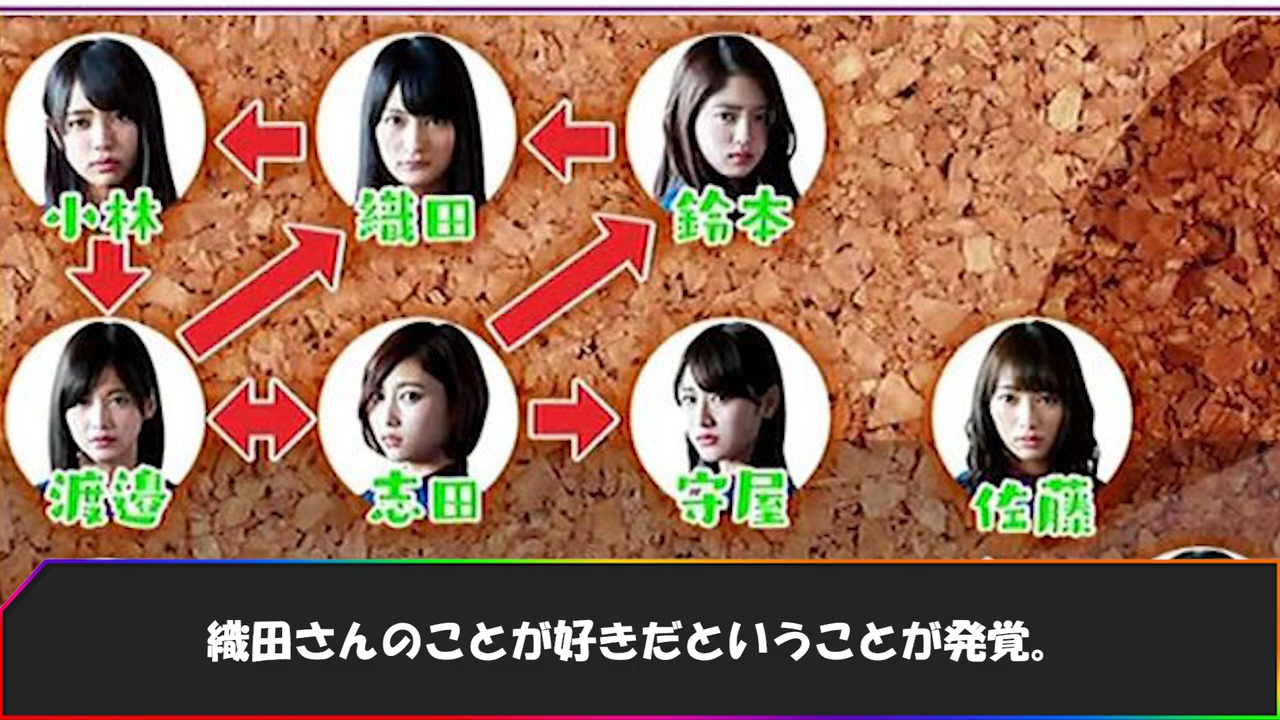 小林
織田
鈴本
渡邉
志田
守屋
佐藤
織田さんのことが好きだということが発覚。